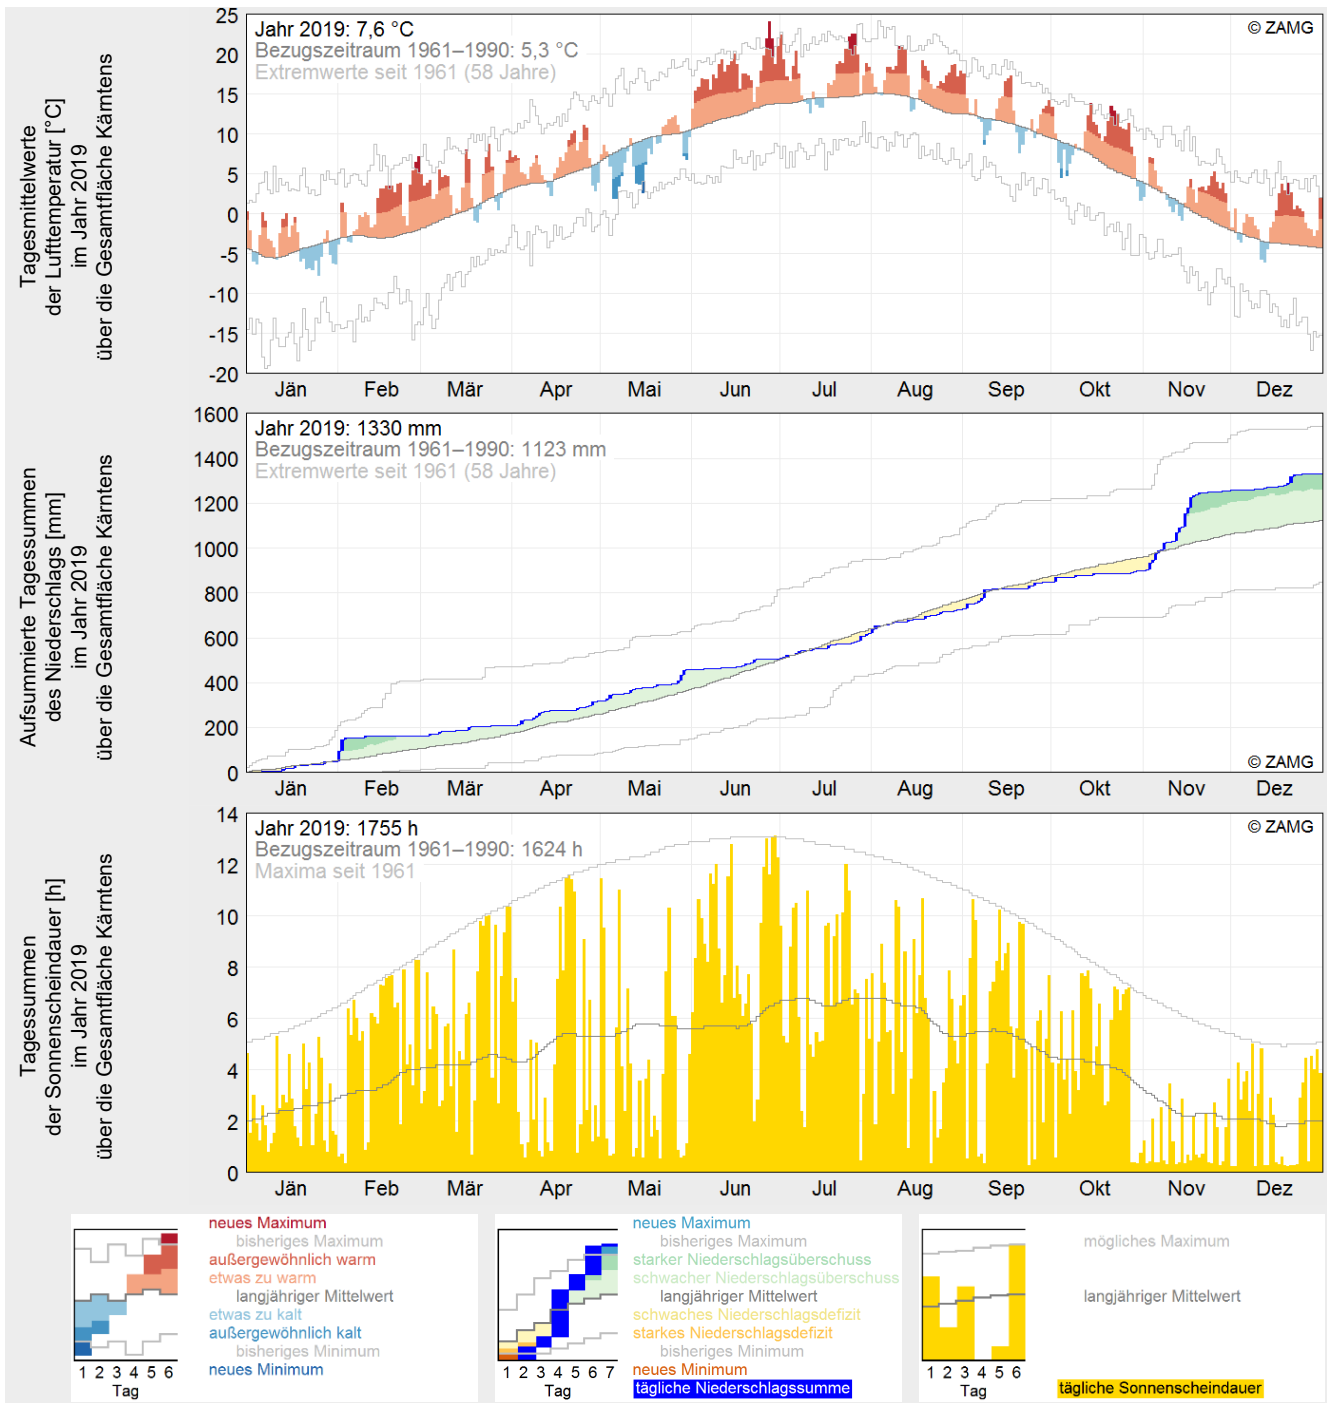 Tagesmittelwerte
der Lufttemperatur [°C]
im Jahr 2019
über die Gesamtfläche Kärntens
25
20
15
10
5
0
-5
-10
-15
-20
Jahr 2019: 7,6 °C
Bezugszeitraum 1961–1990: 5,3 °C
Extremwerte seit 1961 (58 Jahre)
© ZAMG
Jän Feb Mär Apr Mai Jun Jul Aug Sep Okt Nov Dez
Aufsummierte Tagessummen
des Niederschlags [mm]
im Jahr 2019
über die Gesamtfläche Kärntens
1600
1400
1200
1000
800
600
400
200
0
Jahr 2019: 1330 mm
Bezugszeitraum 1961–1990: 1123 mm
Extremwerte seit 1961 (58 Jahre)
© ZAMG
Jän Feb Mär Apr Mai Jun Jul Aug Sep Okt Nov Dez
Tagessummen
der Sonnenscheindauer [h]
im Jahr 2019
über die Gesamtfläche Kärntens
14
12
10
8
6
4
2
0
Jahr 2019: 1755 h
Bezugszeitraum 1961–1990: 1624 h
Maxima seit 1961
© ZAMG
Jän Feb Mär Apr Mai Jun Jul Aug Sep Okt Nov Dez
neues Maximum
bisheriges Maximum
außergewöhnlich warm
etwas zu warm
langjähriger Mittelwert
etwas zu kalt
außergewöhnlich kalt
bisheriges Minimum
neues Minimum
1 2 3 4 5 6
Tag
neues Maximum
bisheriges Maximum
starker Niederschlagsüberschuss
schwacher Niederschlagsüberschuss
langjähriger Mittelwert
schwaches Niederschlagsdefizit
starkes Niederschlagsdefizit
bisheriges Minimum
neues Minimum
tägliche Niederschlagssumme
1 2 3 4 5 6 7
Tag
mögliches Maximum
langjähriger Mittelwert
tägliche Sonnenscheindauer
1 2 3 4 5 6
Tag